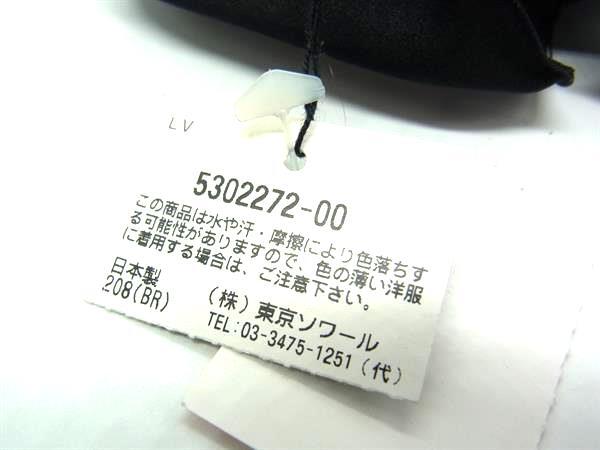 LV
5302272-00
この商品は水や汗・摩擦により色落ちす
る可能性がありますので、色の薄い洋服
に着用する場合は、ご注意下さい。
日本製
208(BR)
(株)東京ソワール
TEL:03-3475-1251(代)